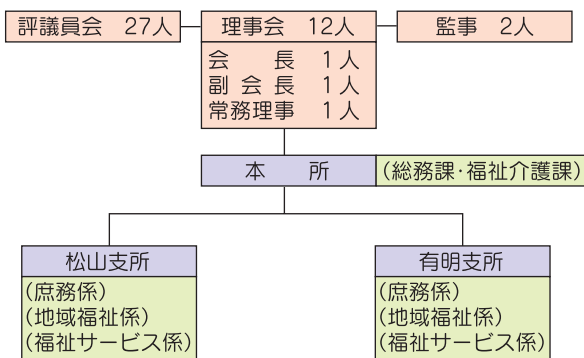 評議員会　27人
理事会　12人
監事　2人
会　　長　1人
副 会 長　1人
常務理事　1人
本　　所
(総務課・福祉介護課)
松山支所
(庶務係)
(地域福祉係)
(福祉サービス係)
有明支所
(庶務係)
(地域福祉係)
(福祉サービス係)